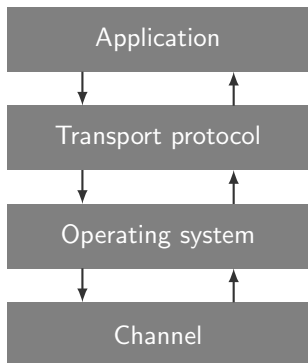 Application
Transport protocol
Operating system
Channel